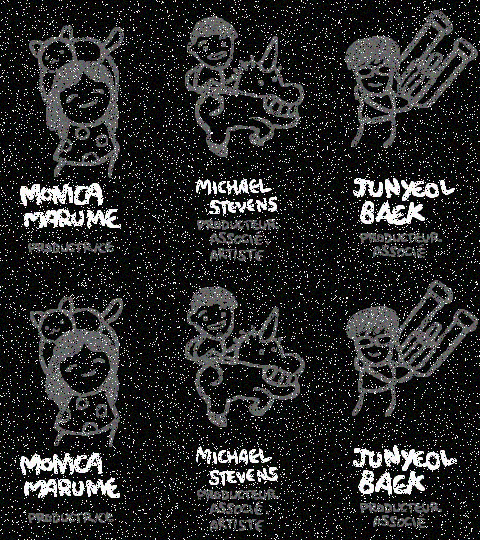 MONICA
MARUME
PRODUCTRICE
MICHAEL
STEVENS
PRODUCTEUR
ASSOCIÉ
ARTISTE
JUNYEOL
BAEK
PRODUCTEUR
ASSOCIÉ
MONICA
MARUME
PRODUCTRICE
MICHAEL
STEVENS
PRODUCTEUR
ASSOCIÉ
ARTISTE
JUNYEOL
BAEK
PRODUCTEUR
ASSOCIÉ